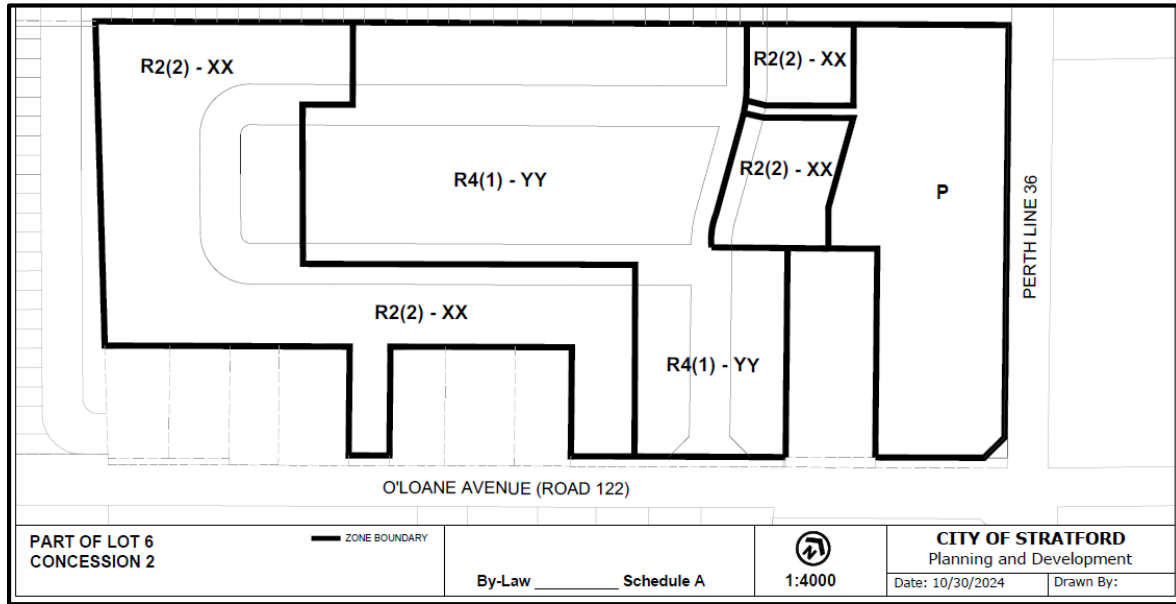 R2(2) - XX
R2(2) - XX
R4(1) - YY
R2(2) - XX
P
PERTH LINE 36
R2(2) - XX
R4(1) - YY
O'LOANE AVENUE (ROAD 122)
PART OF LOT 6
CONCESSION 2
ZONE BOUNDARY
By-Law ________ Schedule A
N
1:4000
CITY OF STRATFORD
Planning and Development
Date: 10/30/2024
Drawn By: